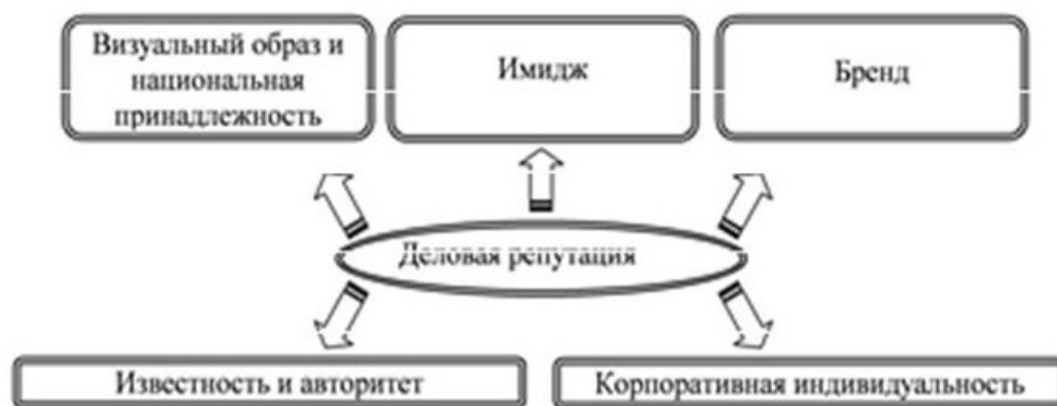 Визуальный образ и
национальная
принадлежность
Имидж
Бренд
Деловая репутация
Известность и авторитет
Корпоративная индивидуальность